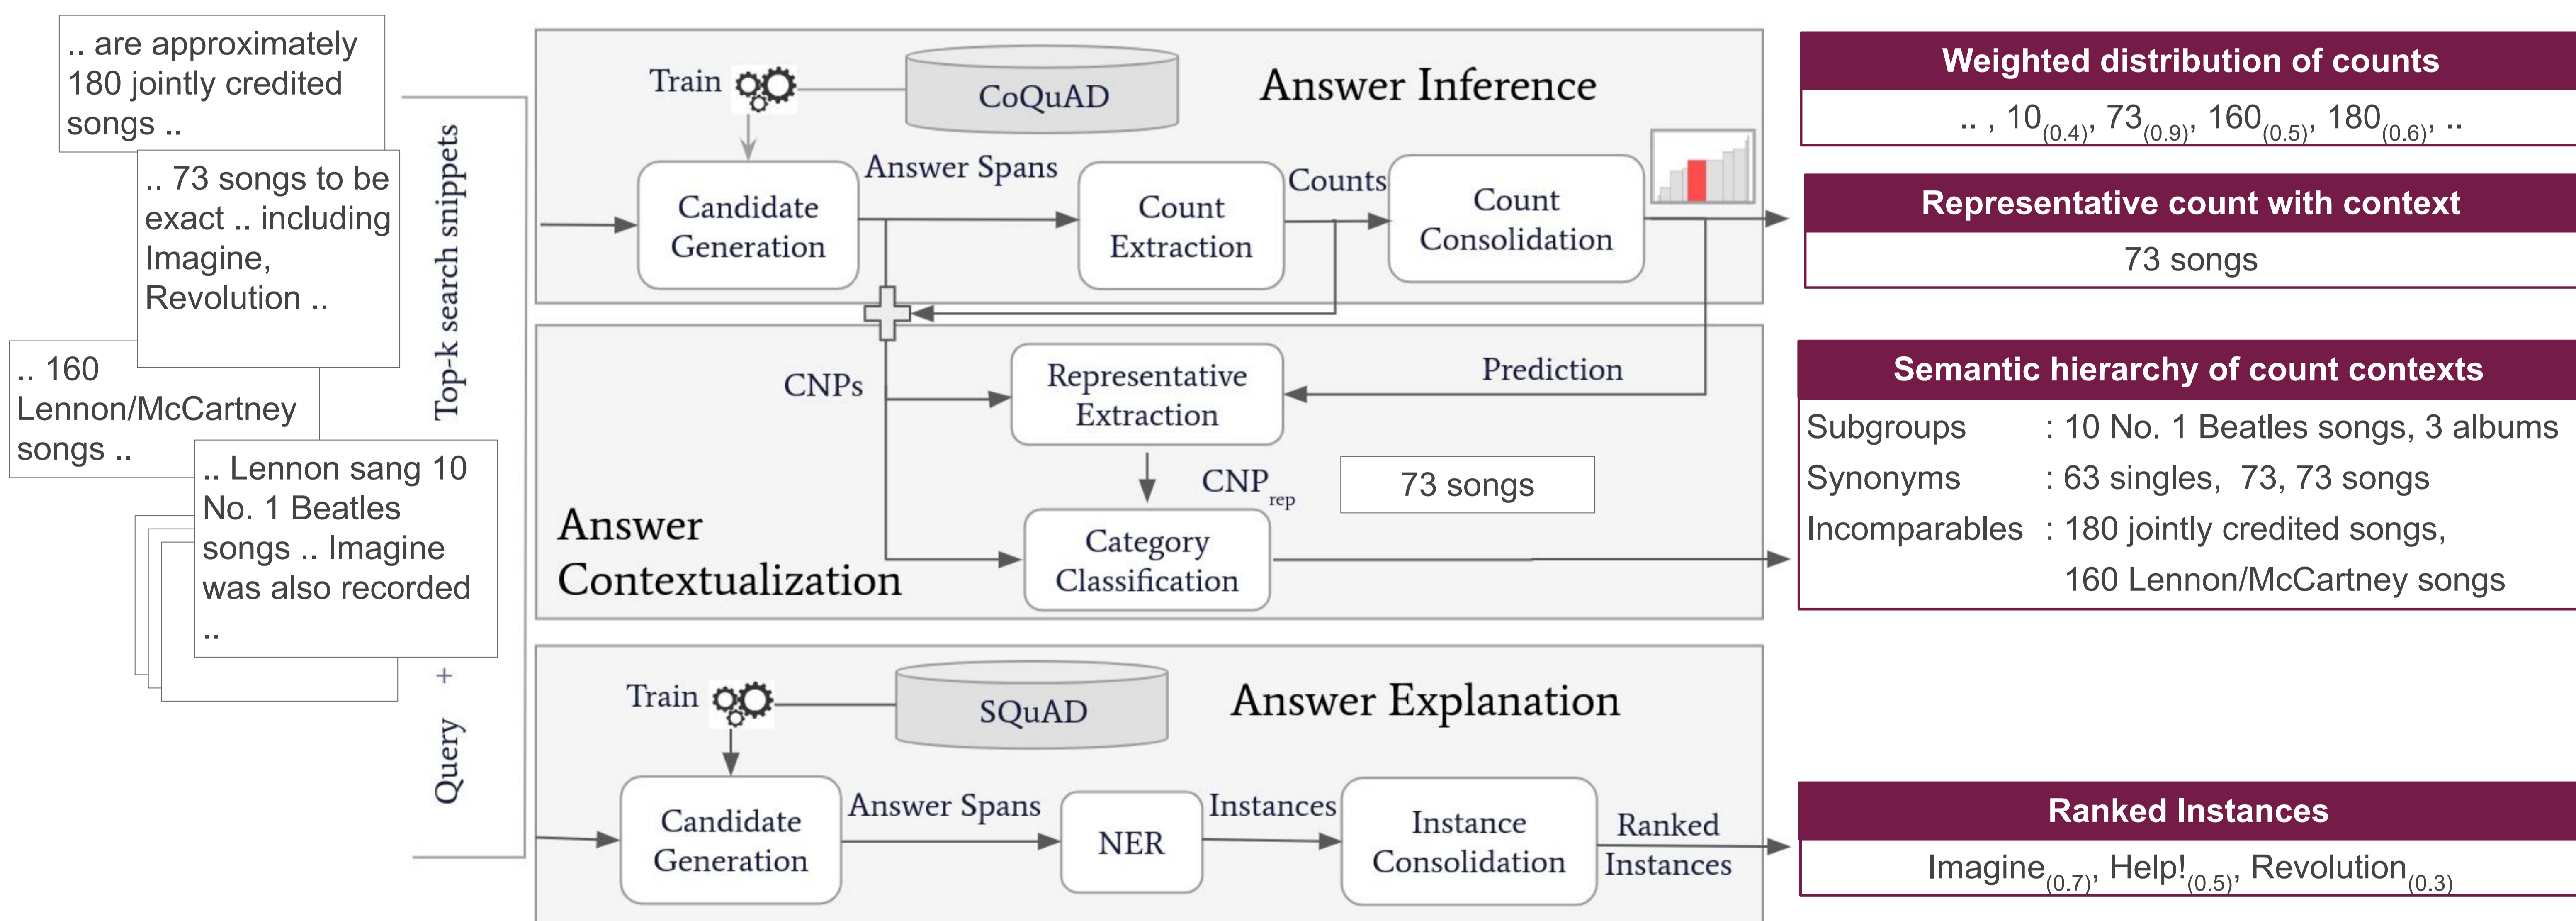 .. are approximately
180 jointly credited
songs ..
.. 73 songs to be
exact .. including
Imagine,
Revolution ..
.. 160
Lennon/McCartney
songs ..
.. Lennon sang 10
No. 1 Beatles
songs .. Imagine
was also recorded
..
Query + Top-k search snippets
Train
CoQuAD
Answer Inference
Candidate
Generation
Answer Spans
Count
Extraction
Counts
Count
Consolidation
CNPs
Representative
Extraction
Prediction
CNP rep
73 songs
Answer
Contextualization
Category
Classification
Train
SQuAD
Answer Explanation
Candidate
Generation
Answer Spans
NER
Instances
Instance
Consolidation
Ranked
Instances
Weighted distribution of counts
.. , 10(0.4), 73(0.9), 160(0.5), 180(0.6), ..
Representative count with context
73 songs
Semantic hierarchy of count contexts
Subgroups : 10 No. 1 Beatles songs, 3 albums
Synonyms : 63 singles, 73, 73 songs
Incomparables : 180 jointly credited songs,
160 Lennon/McCartney songs
Ranked Instances
Imagine(0.7), Help!(0.5), Revolution(0.3)